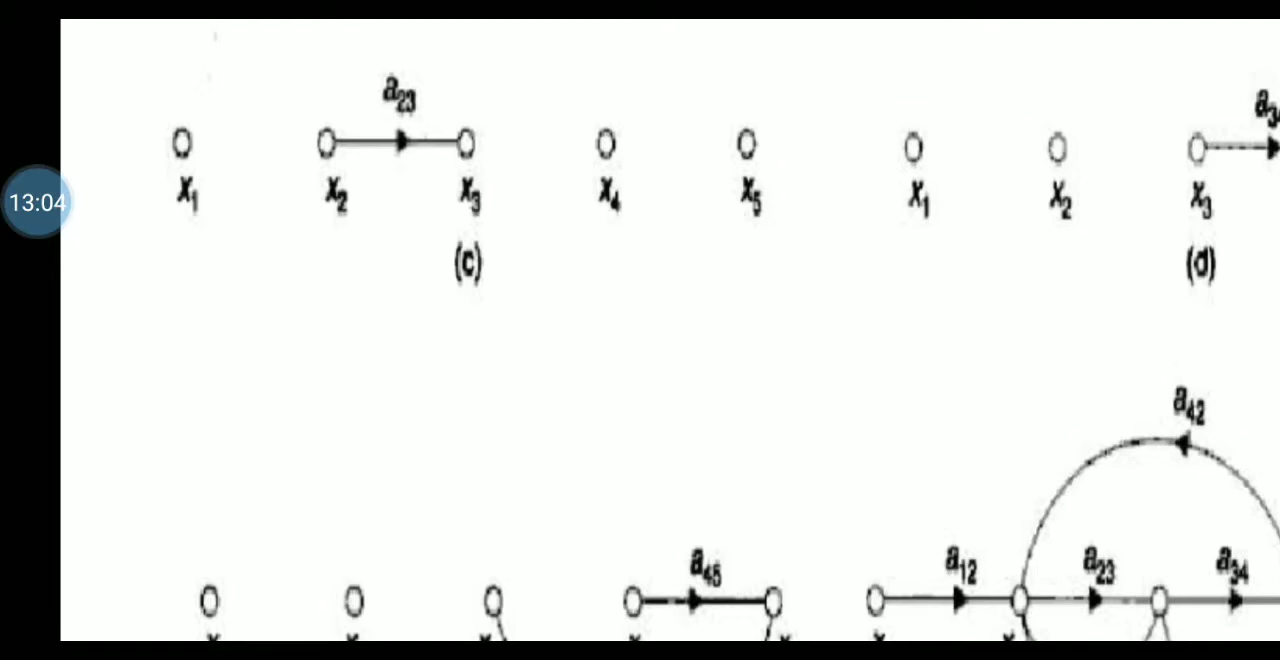 a23
x1 x2 x3 x4 x5
(c)
x1 x2 x3
(d)
13:04
a42
a45
a12 a23 a34